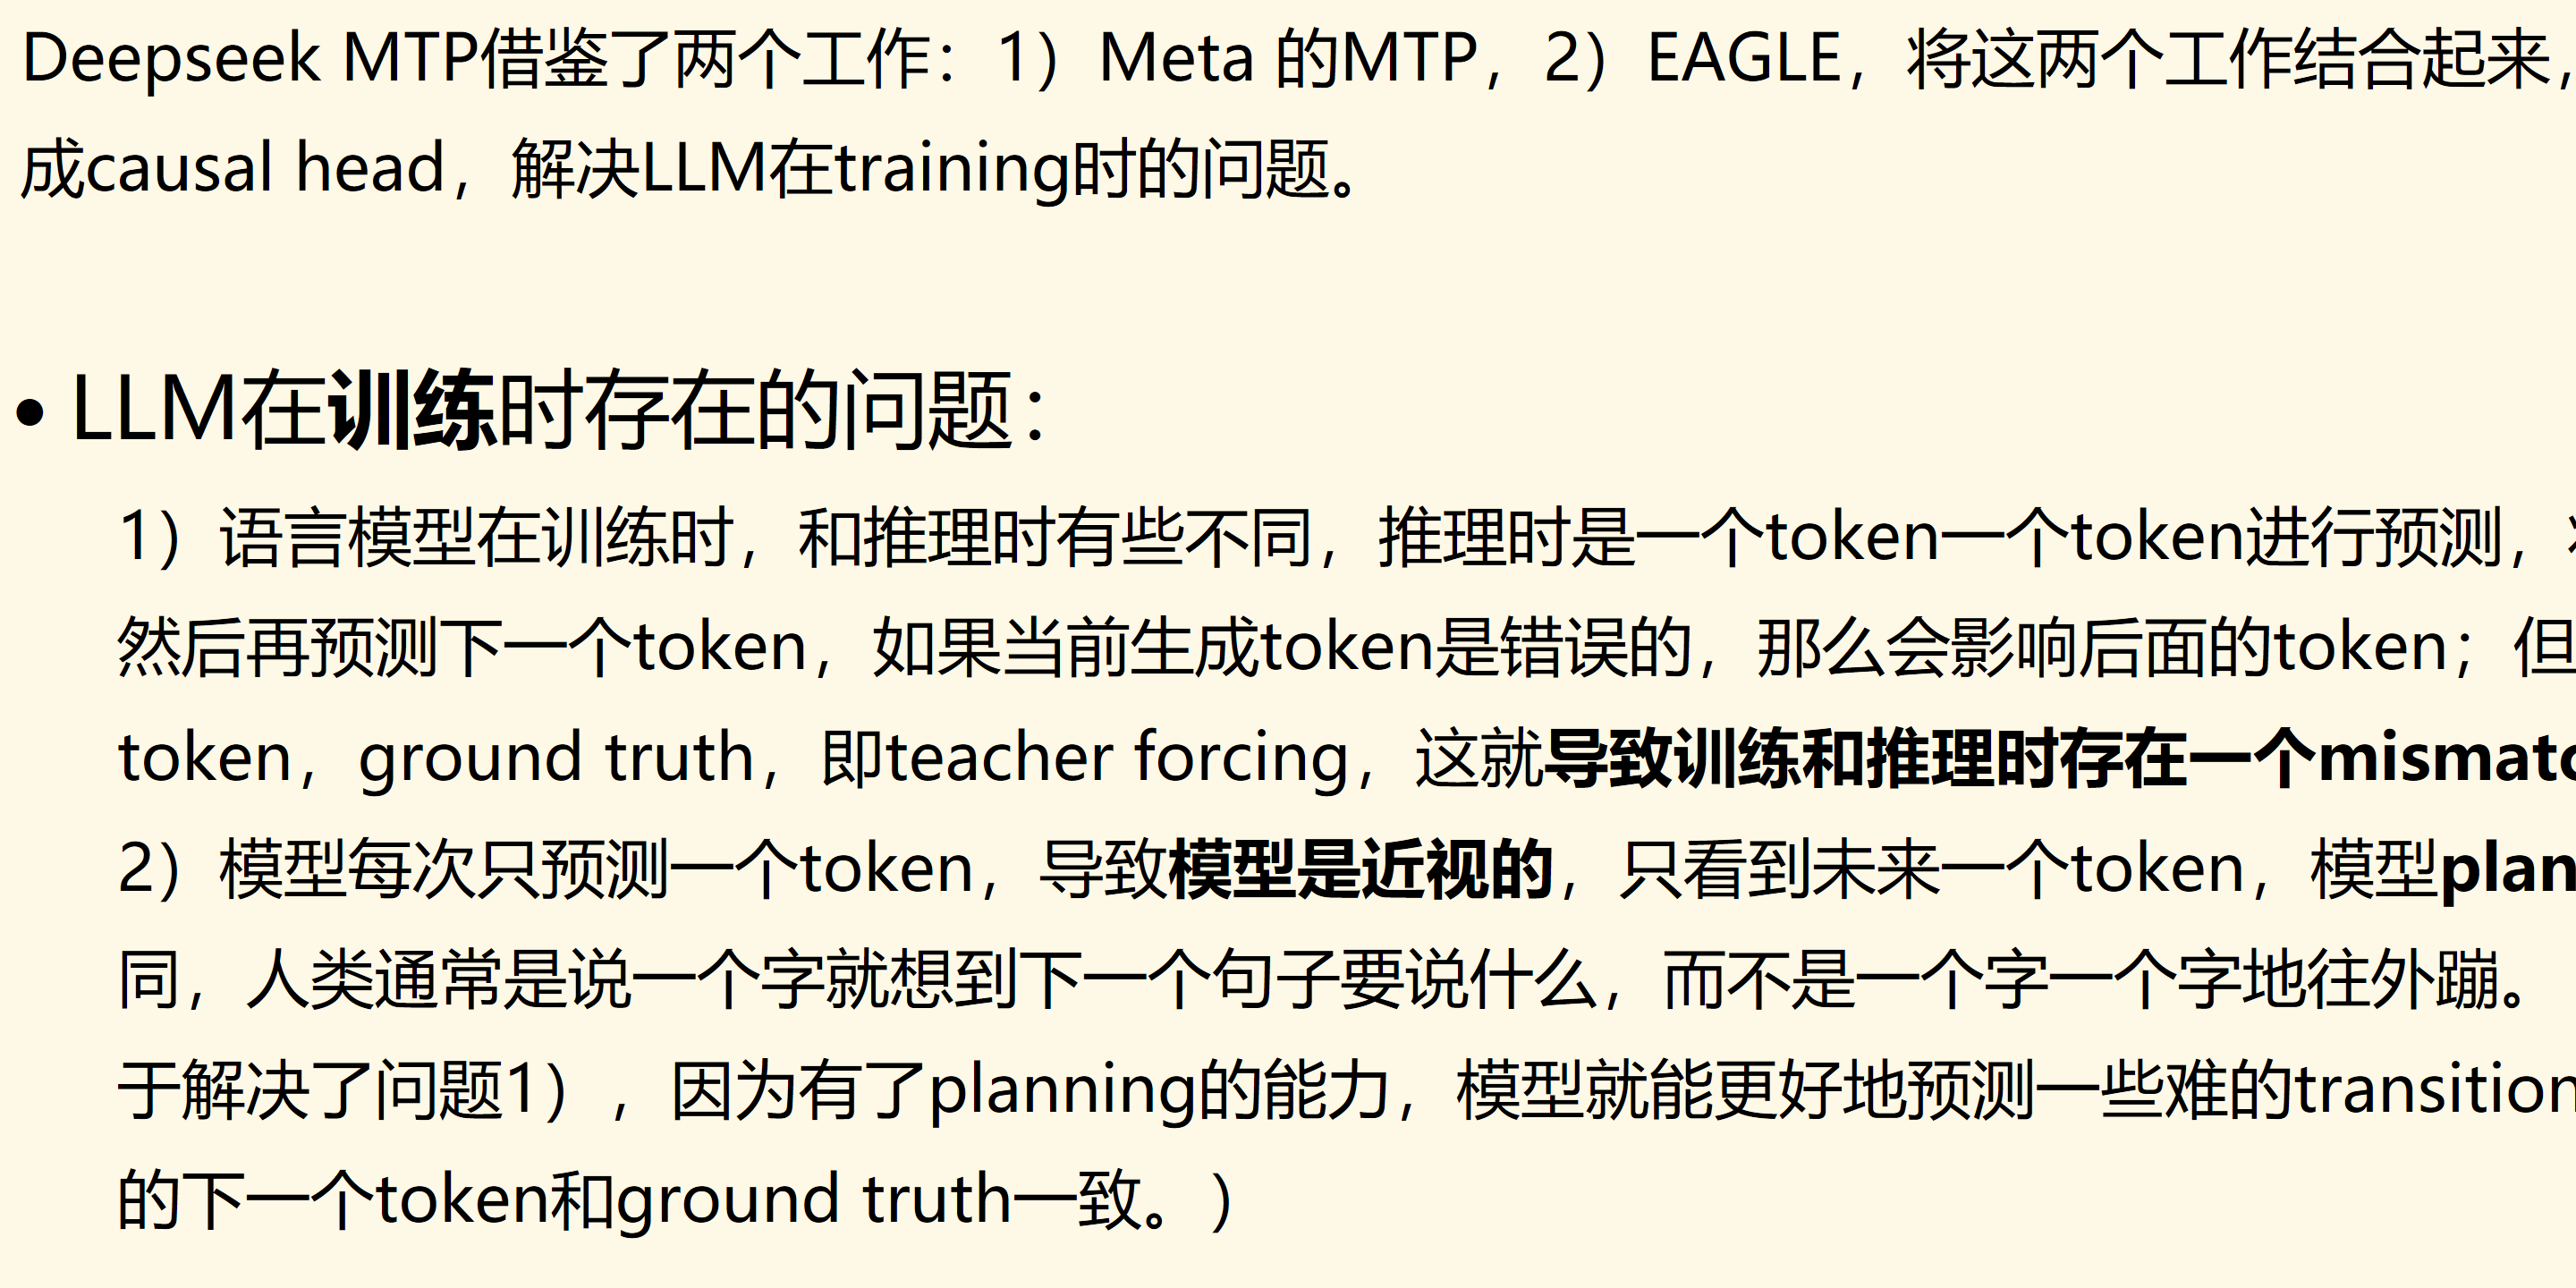 Deepseek MTP借鉴了两个工作：1）Meta 的MTP，2）EAGLE，将这两个工作结合起来，
成causal head，解决LLM在training时的问题。
• LLM在训练时存在的问题：
1）语言模型在训练时，和推理时有些不同，推理时是一个token一个token进行预测，
然后再预测下一个token，如果当前生成token是错误的，那么会影响后面的token；但
token，ground truth，即teacher forcing，这就导致训练和推理时存在一个mismatc
2）模型每次只预测一个token，导致模型是近视的，只看到未来一个token，模型plan
同，人类通常是说一个字就想到下一个句子要说什么，而不是一个字一个字地往外蹦。
于解决了问题1），因为有了planning的能力，模型就能更好地预测一些难的transition
的下一个token和ground truth一致。）